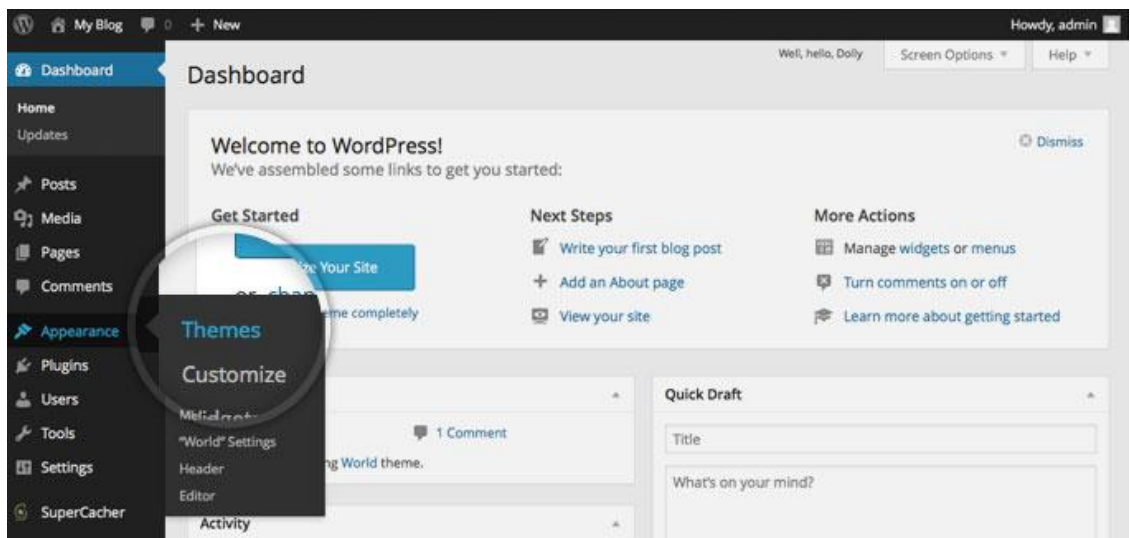 My Blog 0 + New Howdy, admin
Well, hello, Dolly Screen Options Help
Dashboard
Home
Updates
Posts
Media
Pages
Comments
Appearance
Plugins
Users
Tools
Settings
SuperCacher
Themes
Customize
"World" Settings
Header
Editor
Dashboard
Welcome to WordPress!
We've assembled some links to get you started:
Dismiss
Get Started
Your Site
or
completely
Next Steps
Write your first blog post
Add an About page
View your site
More Actions
Manage widgets or menus
Turn comments on or off
Learn more about getting started
1 Comment
World theme.
Activity
Quick Draft
Title
What's on your mind?